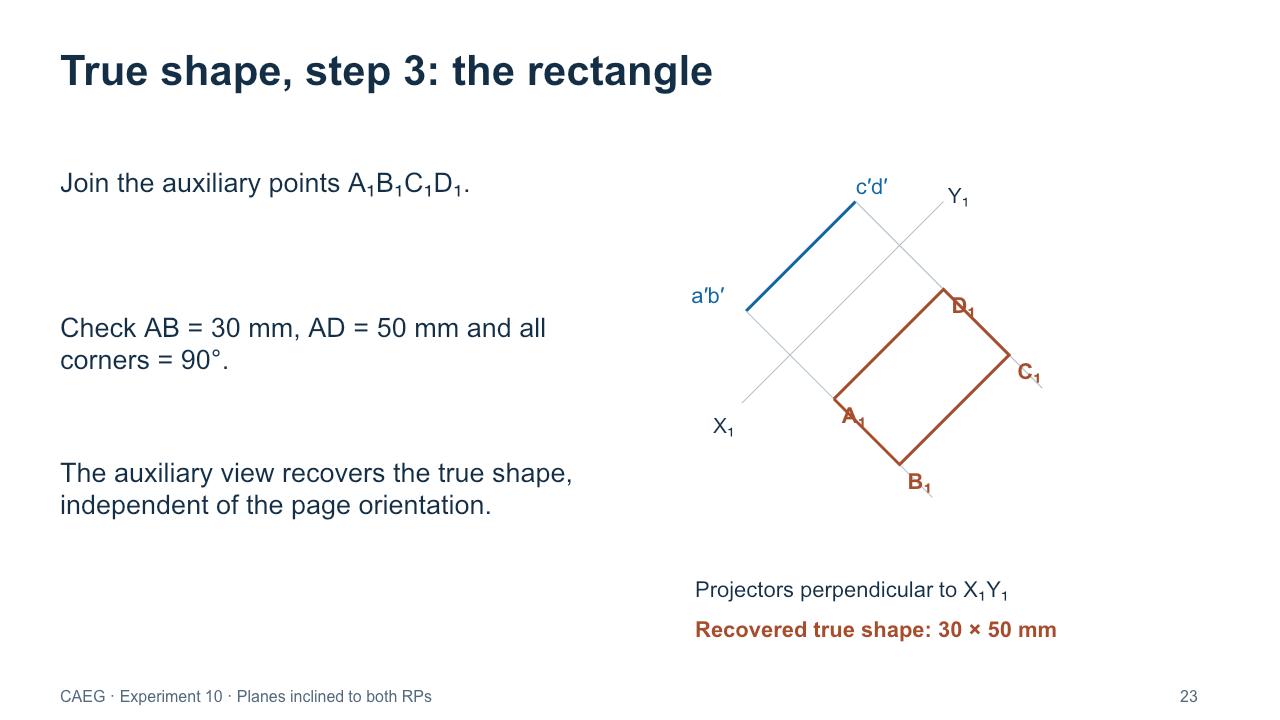 True shape, step 3: the rectangle
Join the auxiliary points A₁B₁C₁D₁.
Check AB = 30 mm, AD = 50 mm and all
corners = 90°.
The auxiliary view recovers the true shape,
independent of the page orientation.
c′d′
Y₁
a′b′
D₁
C₁
A₁
X₁
B₁
Projectors perpendicular to X₁Y₁
Recovered true shape: 30 × 50 mm
CAEG · Experiment 10 · Planes inclined to both RPs
23